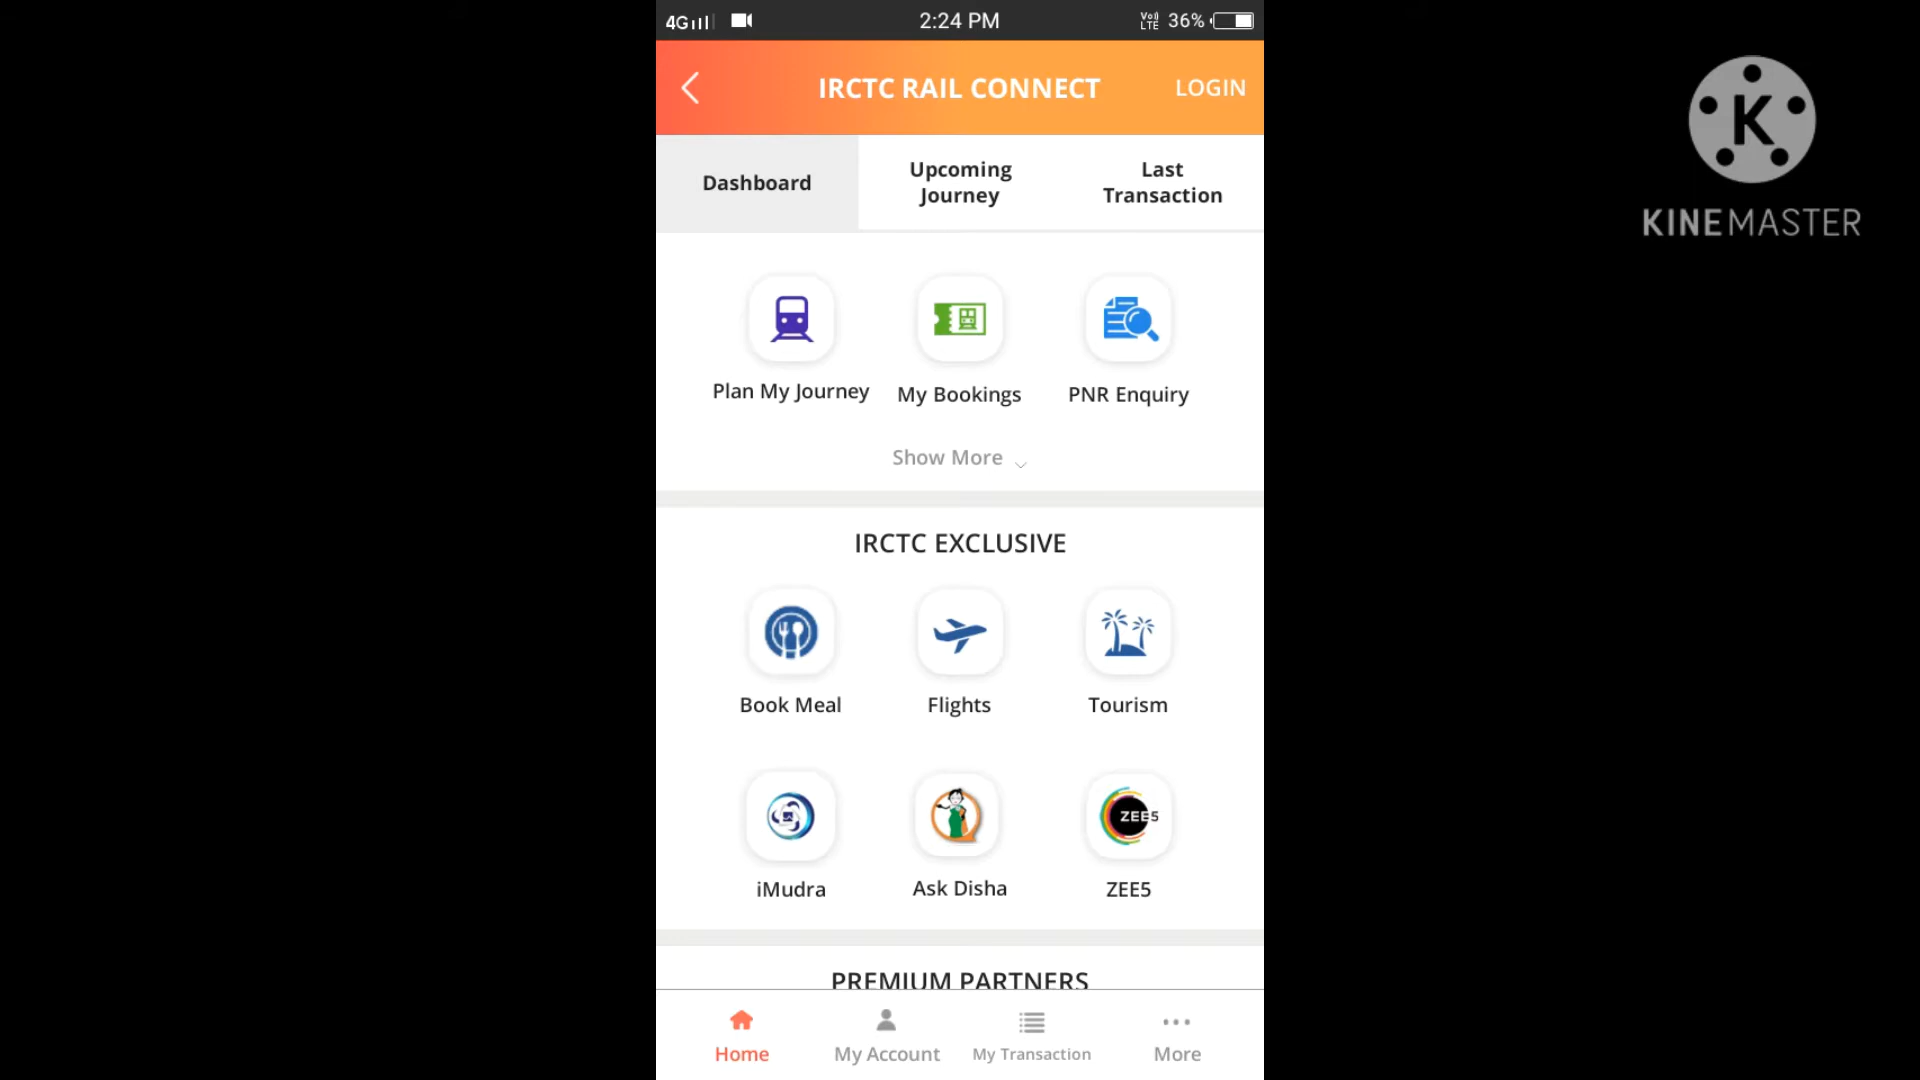 4G 2:24 PM Vo)) LTE 36%
IRCTC RAIL CONNECT LOGIN
Dashboard
Upcoming Journey
Last Transaction
Plan My Journey My Bookings PNR Enquiry
Show More
IRCTC EXCLUSIVE
Book Meal Flights Tourism
ZEE5
iMudra Ask Disha ZEE5
PREMIUM PARTNERS
Home My Account My Transaction More
K
KINEMASTER